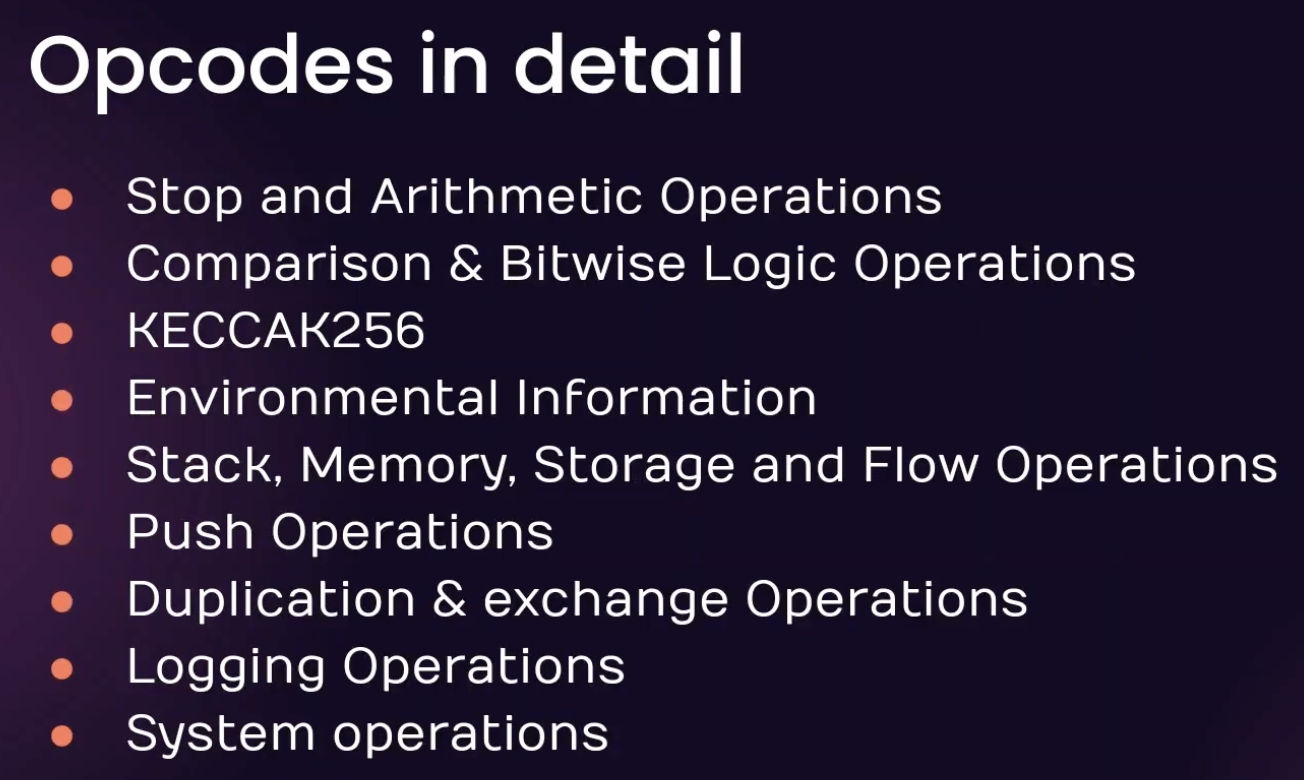 Opcodes in detail
Stop and Arithmetic Operations
Comparison & Bitwise Logic Operations
KECCAK256
Environmental Information
Stack, Memory, Storage and Flow Operations
Push Operations
Duplication & exchange Operations
Logging Operations
System operations